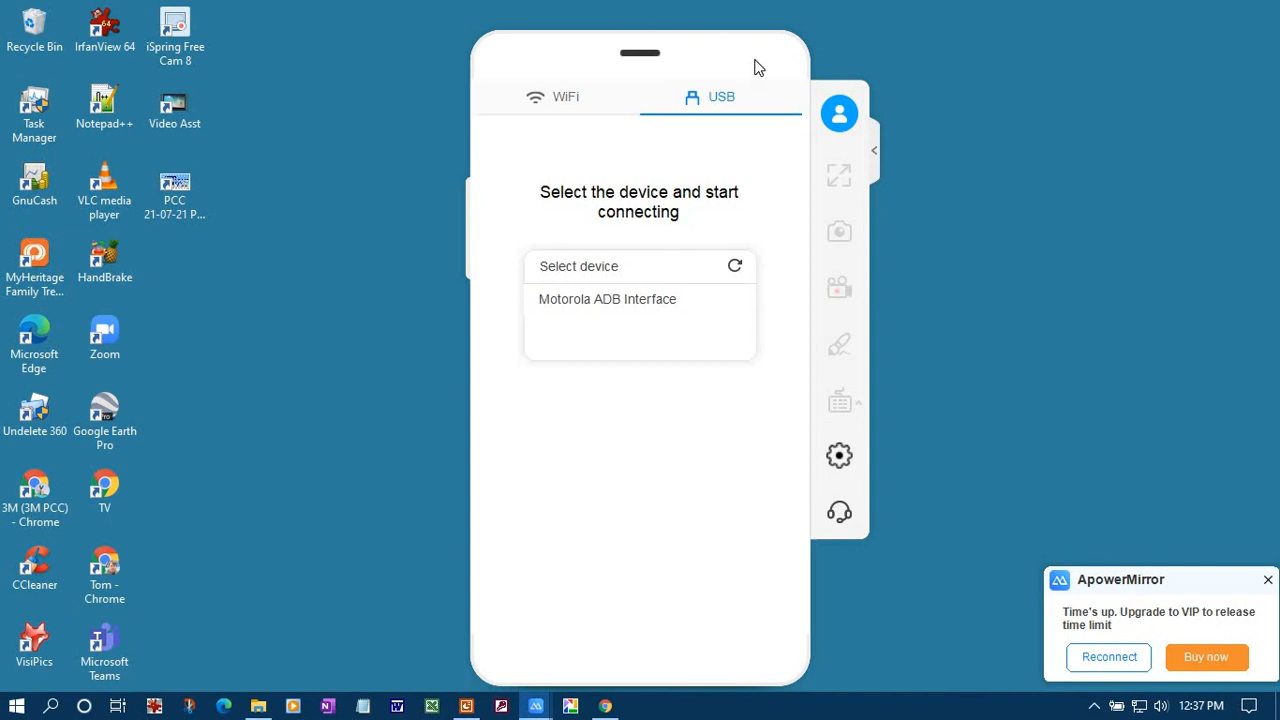 Recycle Bin
IrfanView 64
iSpring Free
Cam 8
Task
Manager
Notepad++
Video Asst
GnuCash
VLC media
player
PCC
21-07-21 P...
MyHeritage
Family Tre...
HandBrake
Microsoft
Edge
Zoom
Undelete 360
Google Earth
Pro
3M (3M PCC)
- Chrome
TV
CCleaner
Tom -
Chrome
VisiPics
Microsoft
Teams
WiFi
USB
Select the device and start
connecting
Select device
Motorola ADB Interface
ApowerMirror
Time's up. Upgrade to VIP to release
time limit
Reconnect
Buy now
12:37 PM